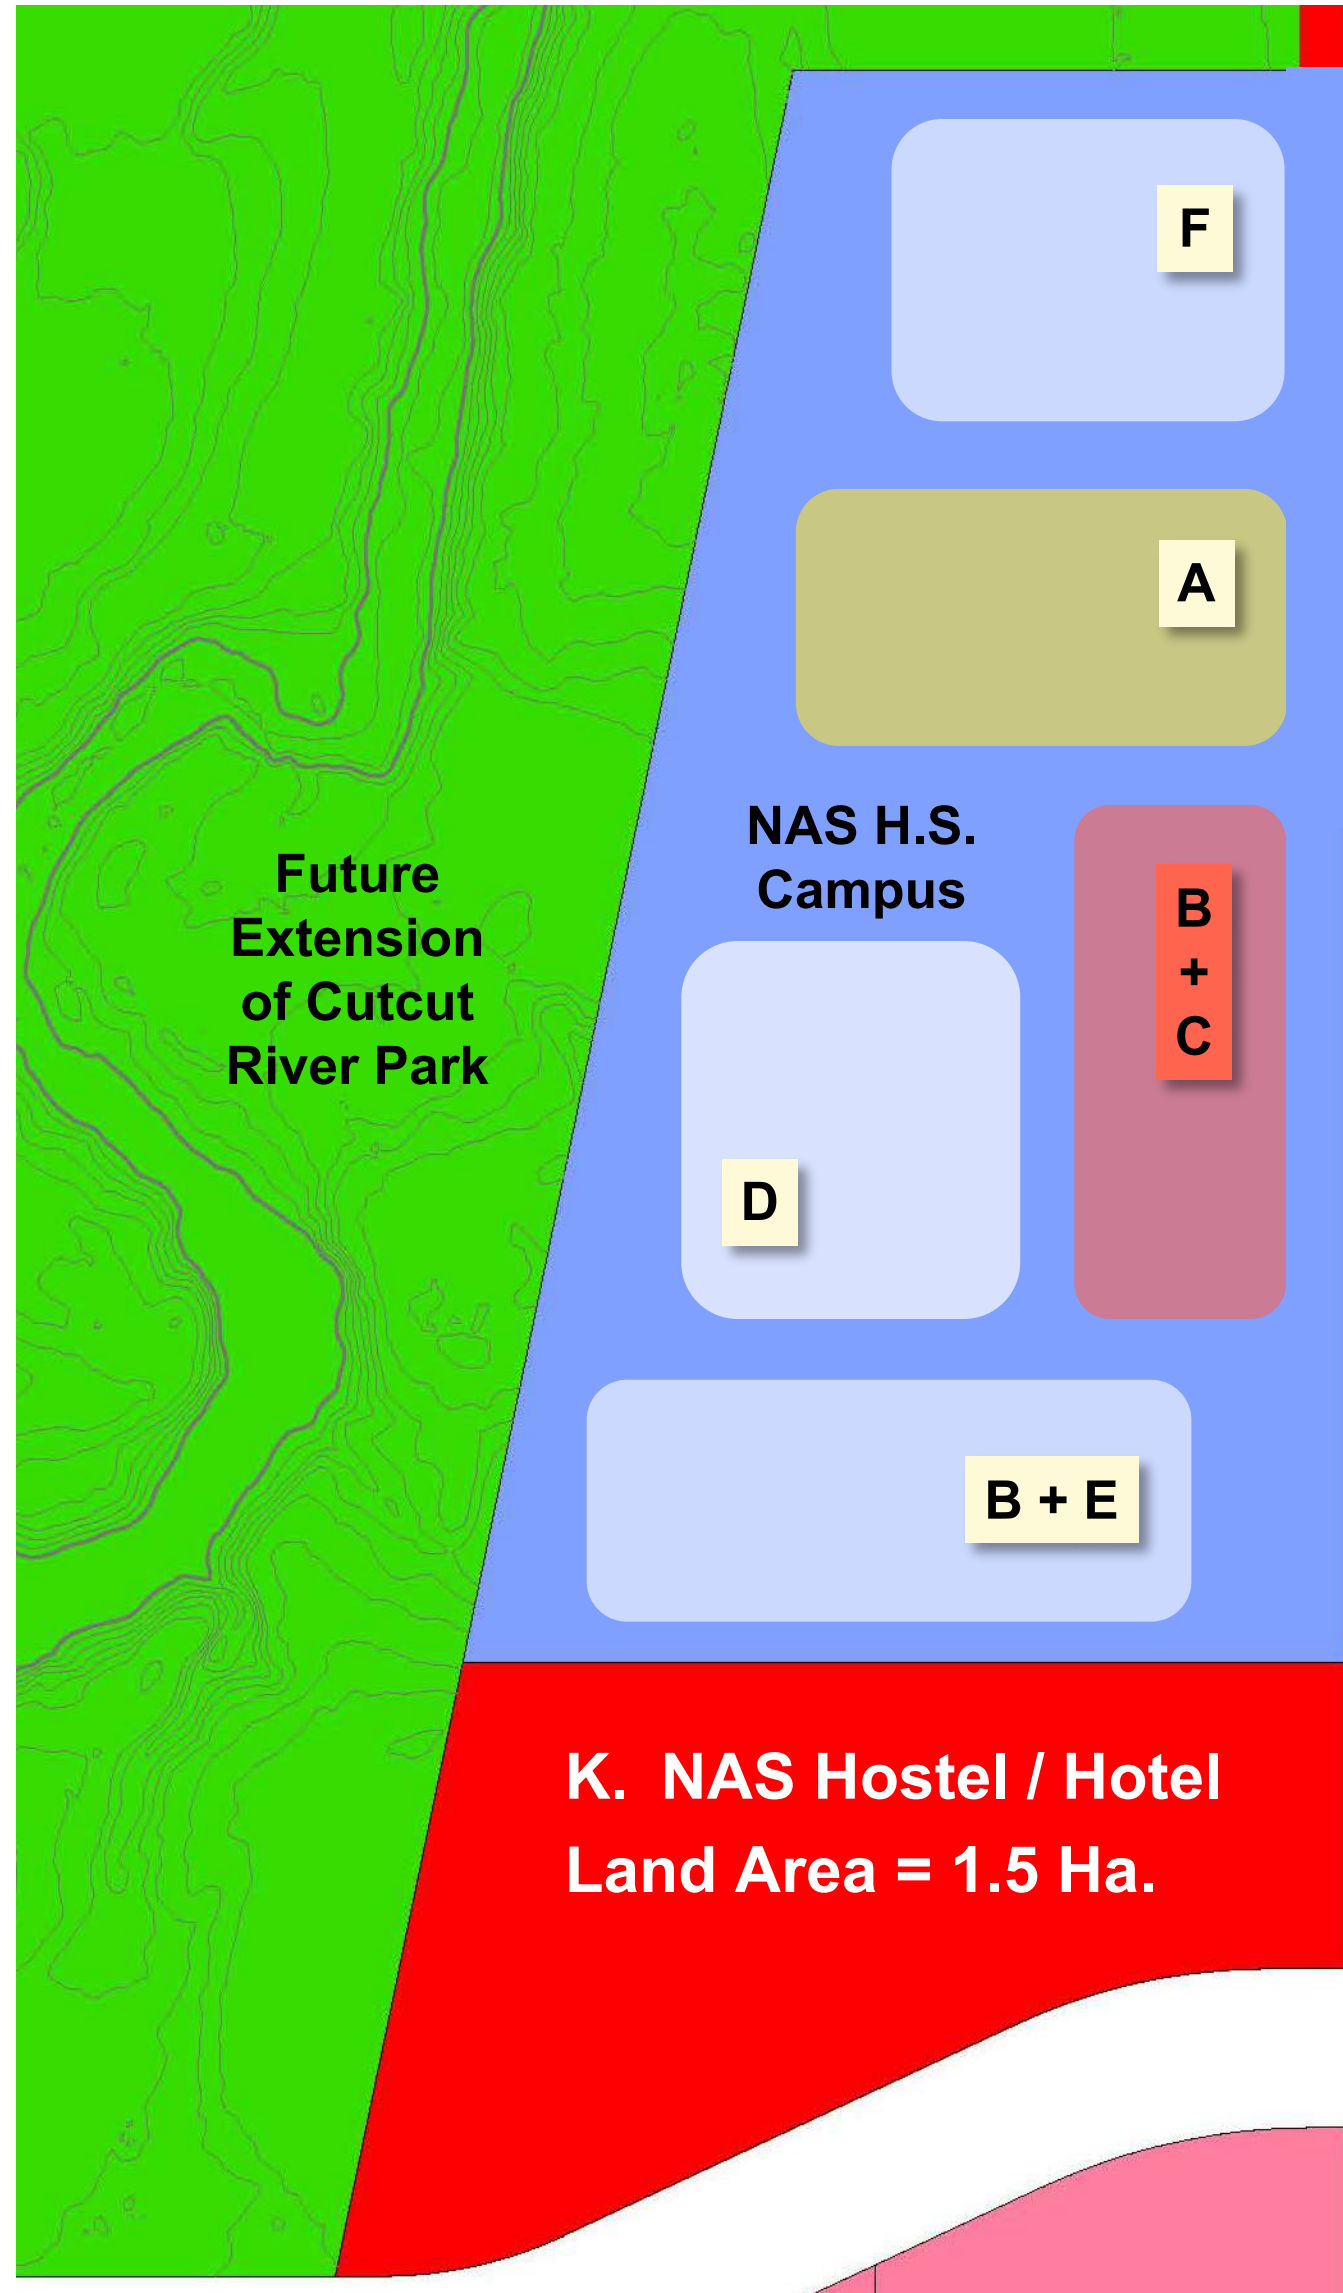 F
A
NAS H.S.
Campus
B
+
C
Future
Extension
of Cutcut
River Park
D
B + E
K. NAS Hostel / Hotel
Land Area = 1.5 Ha.